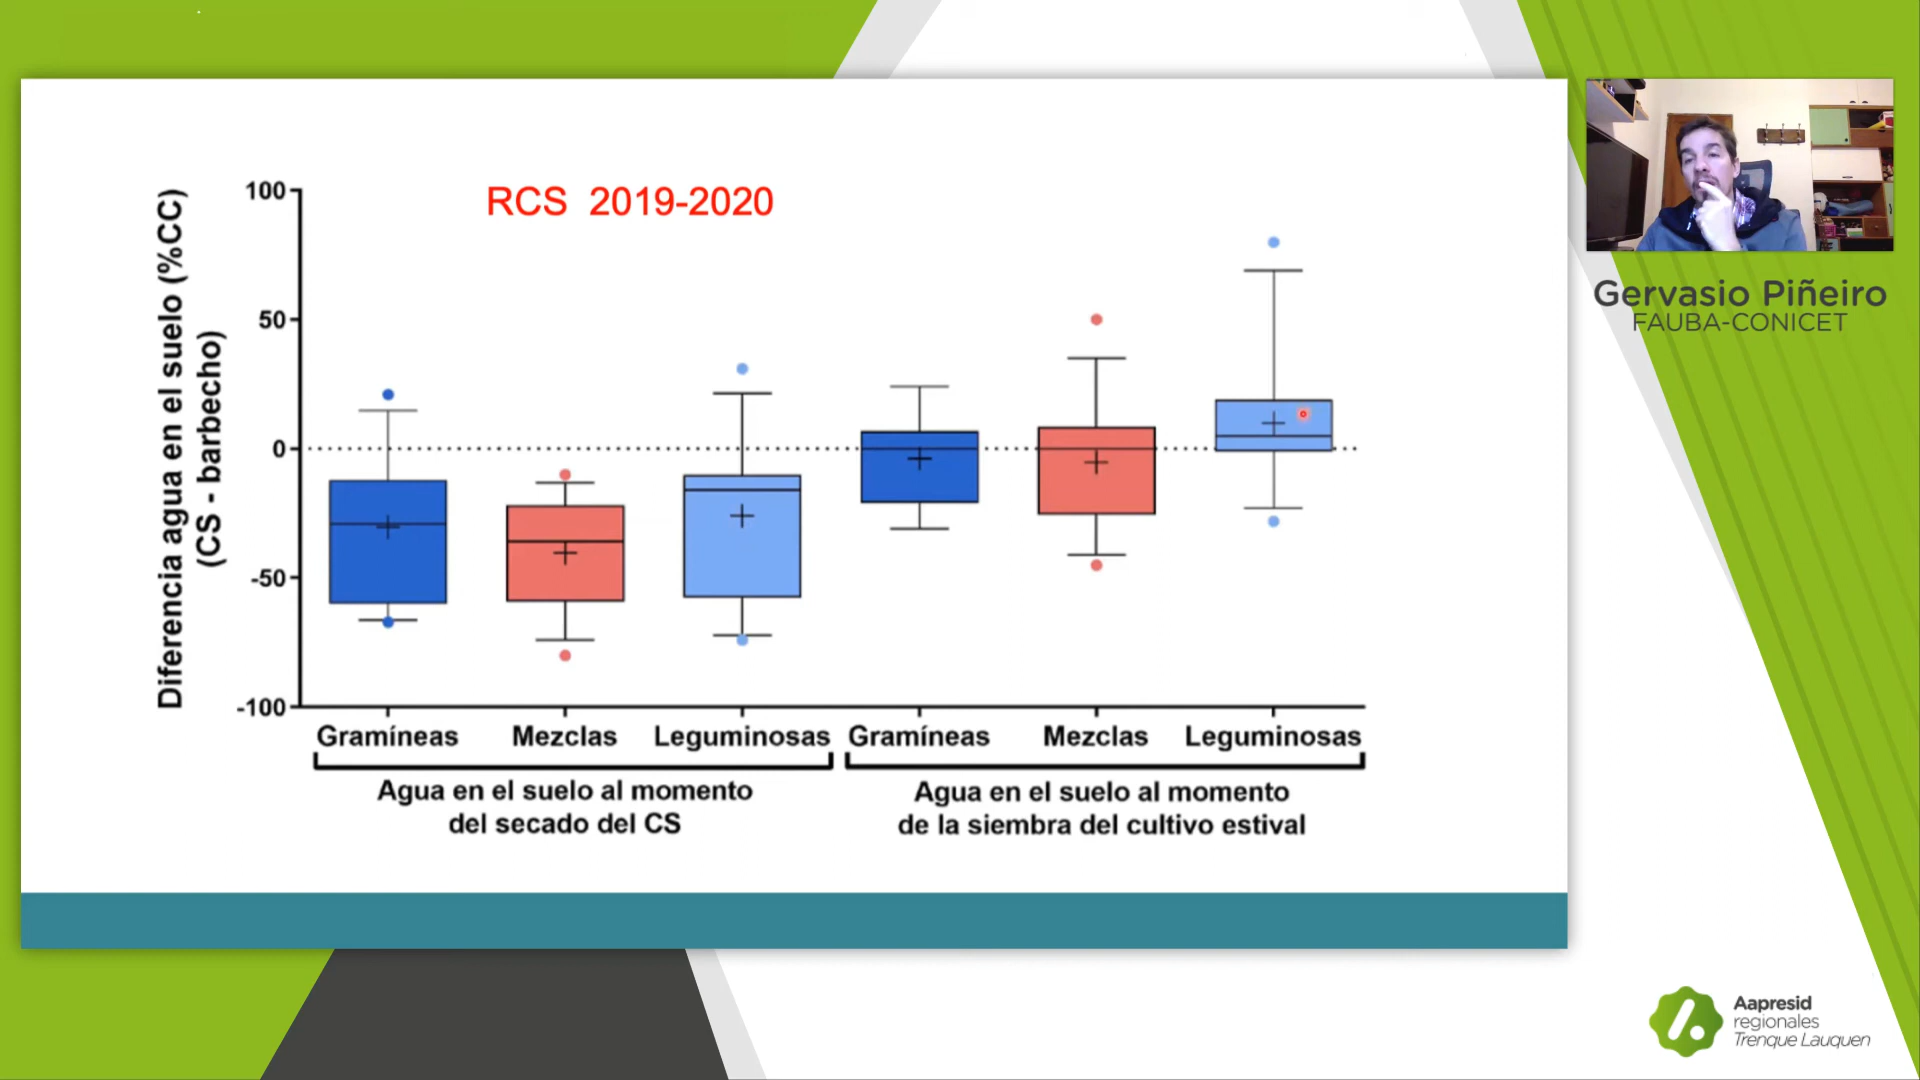 RCS 2019-2020
Diferencia agua en el suelo (%CC)
(CS - barbecho)
100
50
0
-50
-100
Gramíneas Mezclas Leguminosas Gramíneas Mezclas Leguminosas
Agua en el suelo al momento
del secado del CS
Agua en el suelo al momento
de la siembra del cultivo estival
Gervasio Piñeiro
FAUBA-CONICET
Aapresid
regionales
Trenque Lauquen